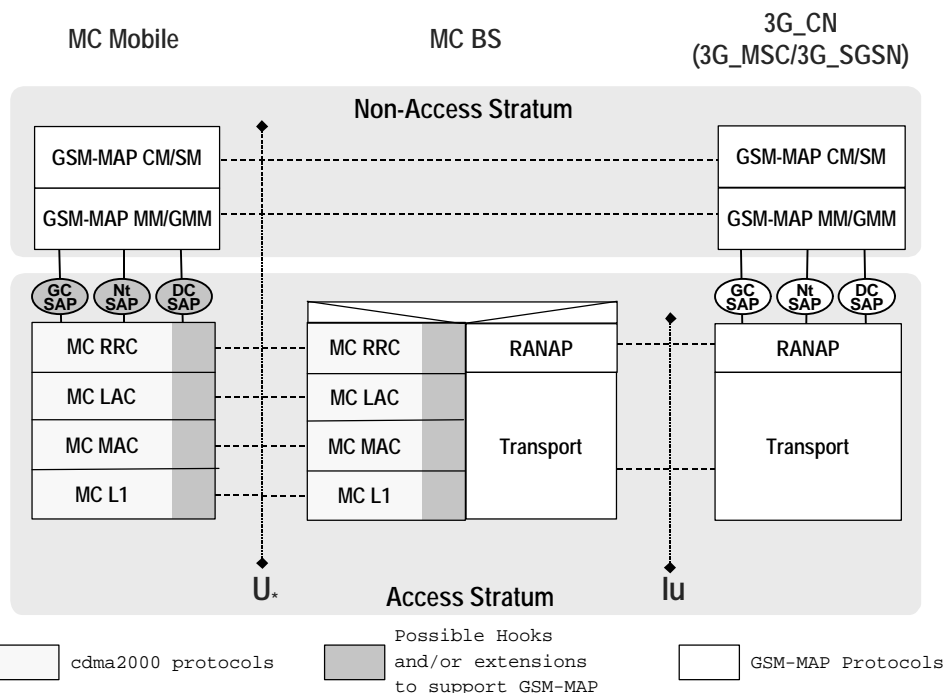 MC Mobile
MC BS
3G_CN
(3G_MSC/3G_SGSN)
Non-Access Stratum
GSM-MAP CM/SM
GSM-MAP CM/SM
GSM-MAP MM/GMM
GSM-MAP MM/GMM
GC
SAP
Nt
SAP
DC
SAP
GC
SAP
Nt
SAP
DC
SAP
MC RRC
MC RRC
RANAP
RANAP
MC LAC
MC LAC
MC MAC
MC MAC
Transport
Transport
MC L1
MC L1
U*
Access Stratum
Iu
cdma2000 protocols
Possible Hooks
and/or extensions
to support GSM-MAP
GSM-MAP Protocols